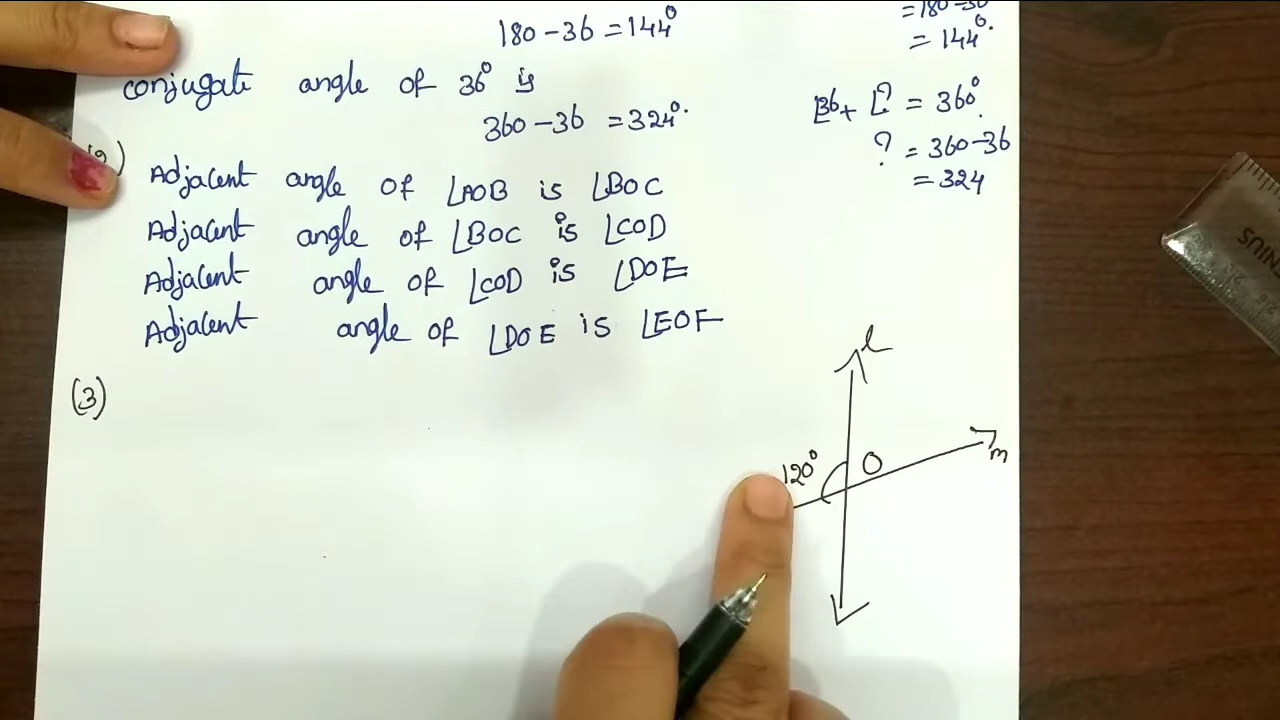 180 - 36 = 144°
= 180 - 36
= 144°.
conjugate angle of 36° is
360 - 36 = 324°.
∠36 + ∠? = 360°.
? = 360 - 36
= 324
Adjacent angle of ∠AOB is ∠BOC
Adjacent angle of ∠BOC is ∠COD
Adjacent angle of ∠COD is ∠DOE
Adjacent angle of ∠DOE is ∠EOF
(3)
l
m
120°
O